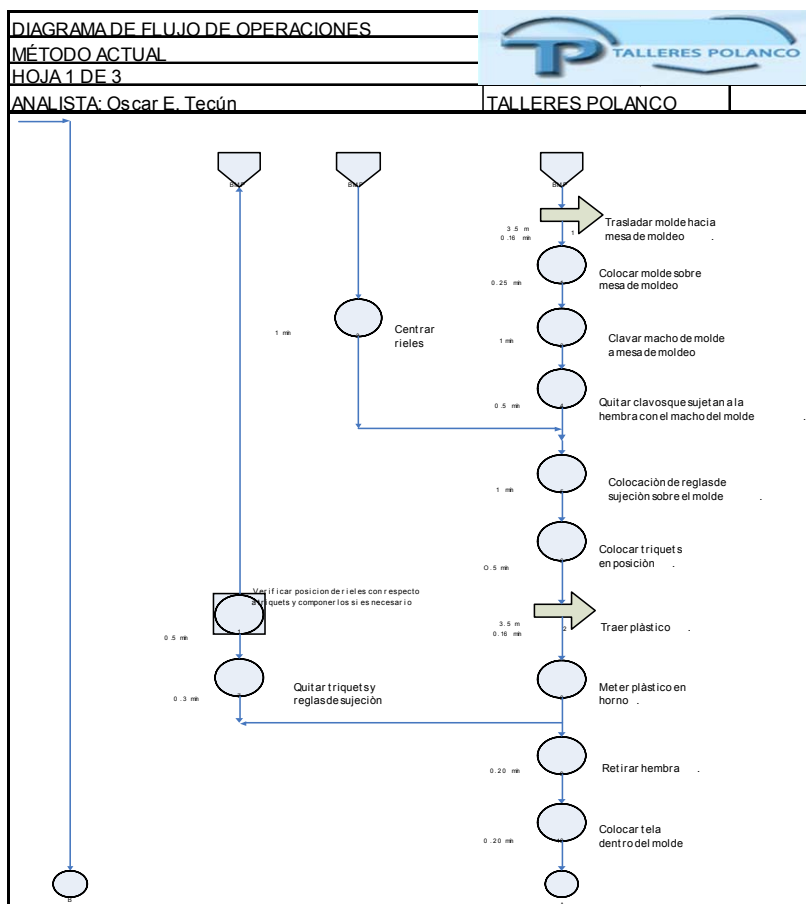 DIAGRAMA DE FLUJO DE OPERACIONES
MÉTODO ACTUAL
HOJA 1 DE 3
ANALISTA: Oscar E. Tecún
TALLERES POLANCO
TALLERES POLANCO
3.5 m
0.16 min
1
Trasladar molde hacia
mesa de moldeo .
0.25 min
Colocar molde sobre
mesa de moldeo
1 min
Centrar
rieles
1 min
Clavar macho de molde
a mesa de moldeo
0.5 min
Quitar clavos que sujetan a la
hembra con el macho del molde .
1 min
Colocaciòn de reglas de
sujeciòn sobre el molde .
O.5 min
Colocar triquets
en posiciòn .
Verificar posicion de rieles con respecto
a triquets y componerlos si es necesario
0.5 min
3.5 m
0.16 min
2
Traer plàstico .
0.3 min
Quitar triquets y
reglas de sujeciòn
Meter plàstico en
horno .
0.20 min
Retirar hembra .
0.20 min
Colocar tela
dentro del molde
B